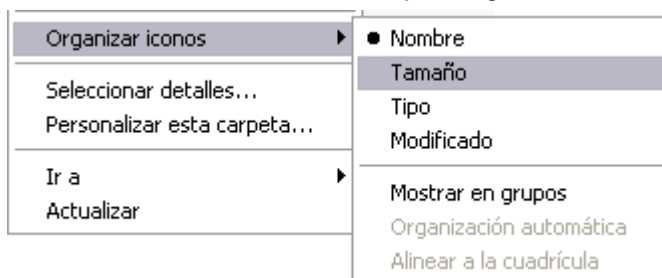 Organizar iconos
Seleccionar detalles...
Personalizar esta carpeta...
Ir a
Actualizar
Nombre
Tamaño
Tipo
Modificado
Mostrar en grupos
Organización automática
Alinear a la cuadrícula